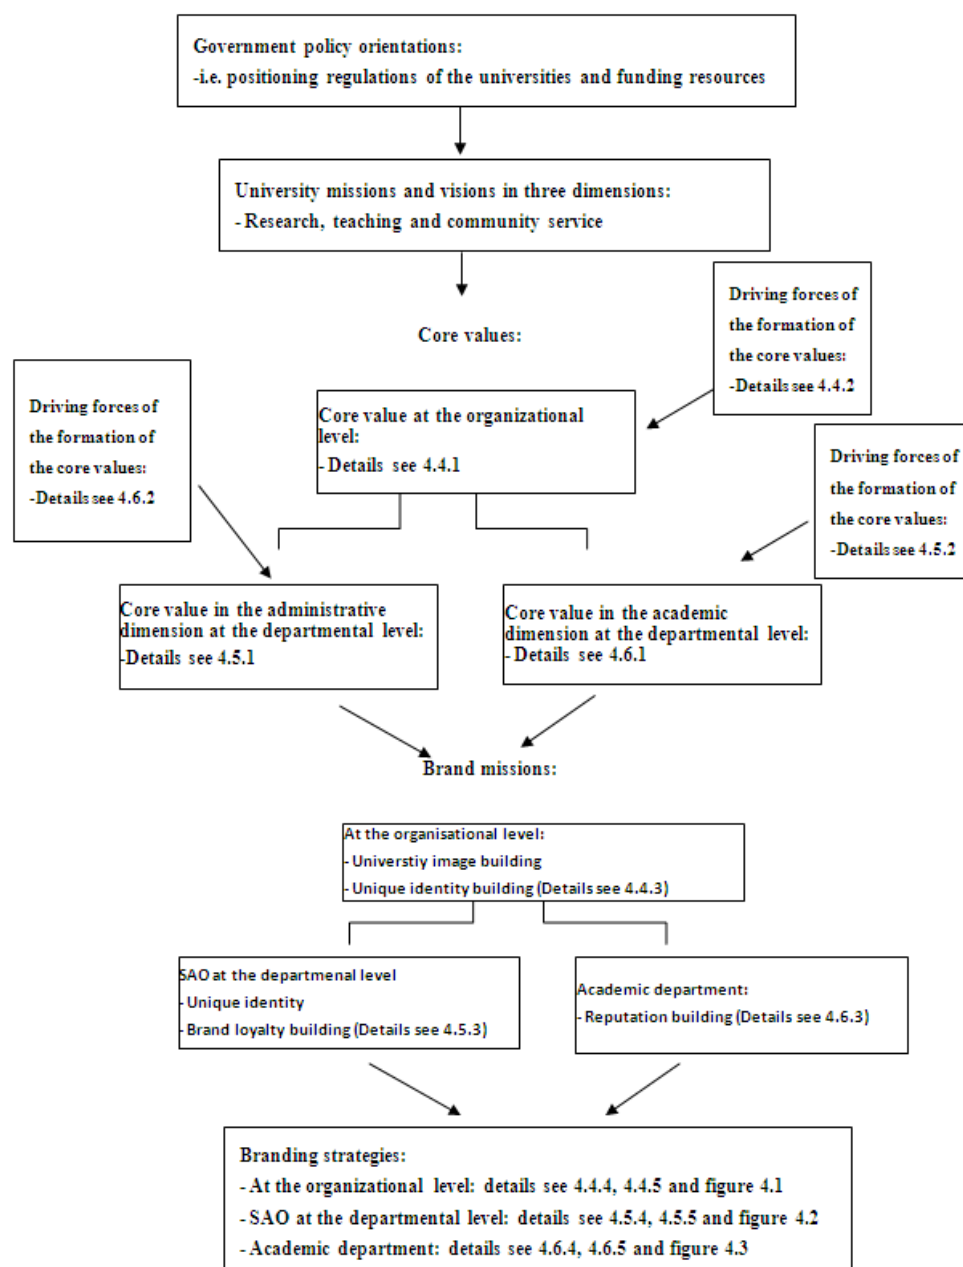 Government policy orientations:
-i.e. positioning regulations of the universities and funding resources
University missions and visions in three dimensions:
- Research, teaching and community service
Core values:
Driving forces of
the formation of
the core values:
-Details see 4.4.2
Driving forces of
the formation of
the core values:
-Details see 4.6.2
Core value at the organizational
level:
- Details see 4.4.1
Driving forces of
the formation of
the core values:
-Details see 4.5.2
Core value in the administrative
dimension at the departmental level:
-Details see 4.5.1
Core value in the academic
dimension at the departmental level:
- Details see 4.6.1
Brand missions:
At the organisational level:
- Universtiy image building
- Unique identity building (Details see 4.4.3)
SAO at the departmenal level
- Unique identity
- Brand loyalty building (Details see 4.5.3)
Academic department:
- Reputation building (Details see 4.6.3)
Branding strategies:
- At the organizational level: details see 4.4.4, 4.4.5 and figure 4.1
- SAO at the departmental level: details see 4.5.4, 4.5.5 and figure 4.2
- Academic department: details see 4.6.4, 4.6.5 and figure 4.3